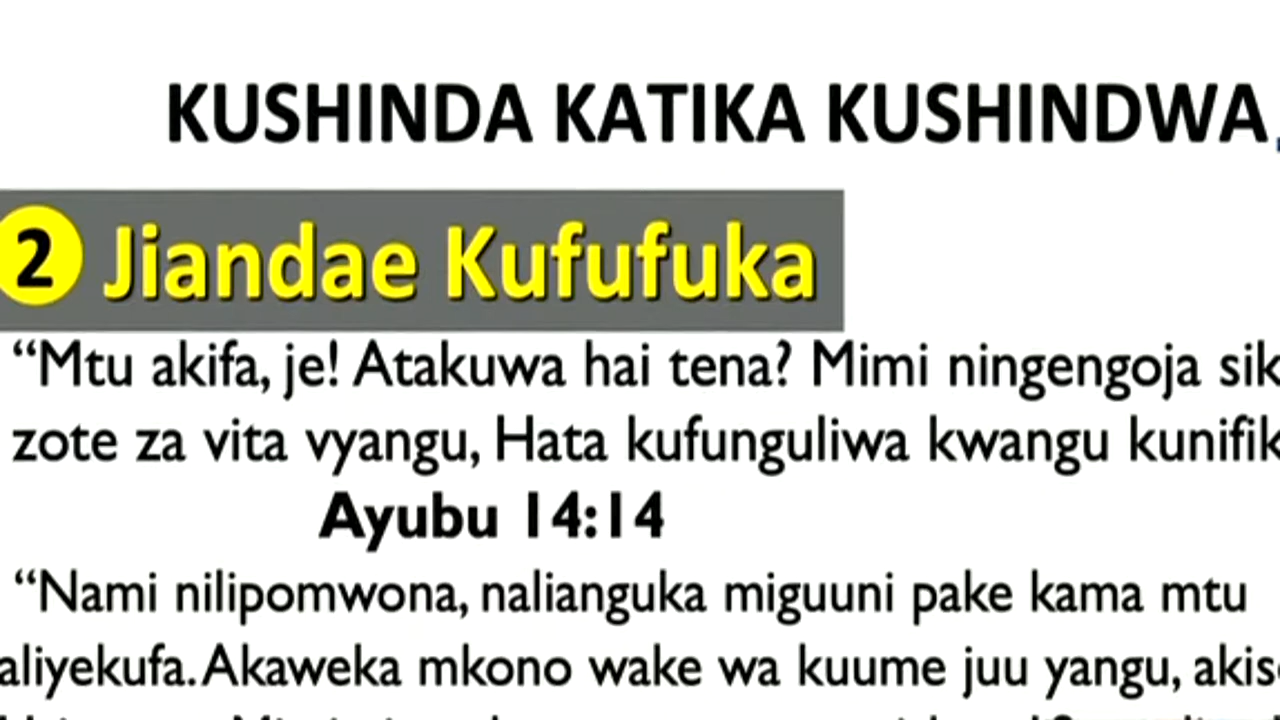 KUSHINDA KATIKA KUSHINDWA
2 Jiandae Kufufuka
“Mtu akifa, je! Atakuwa hai tena? Mimi ningengoja
zote za vita vyangu, Hata kufunguliwa kwangu
Ayubu 14:14
“Nami nilipomwona, nalianguka miguuni pake kama mtu
aliyekufa. Akaweka mkono wake wa kuume juu yangu,